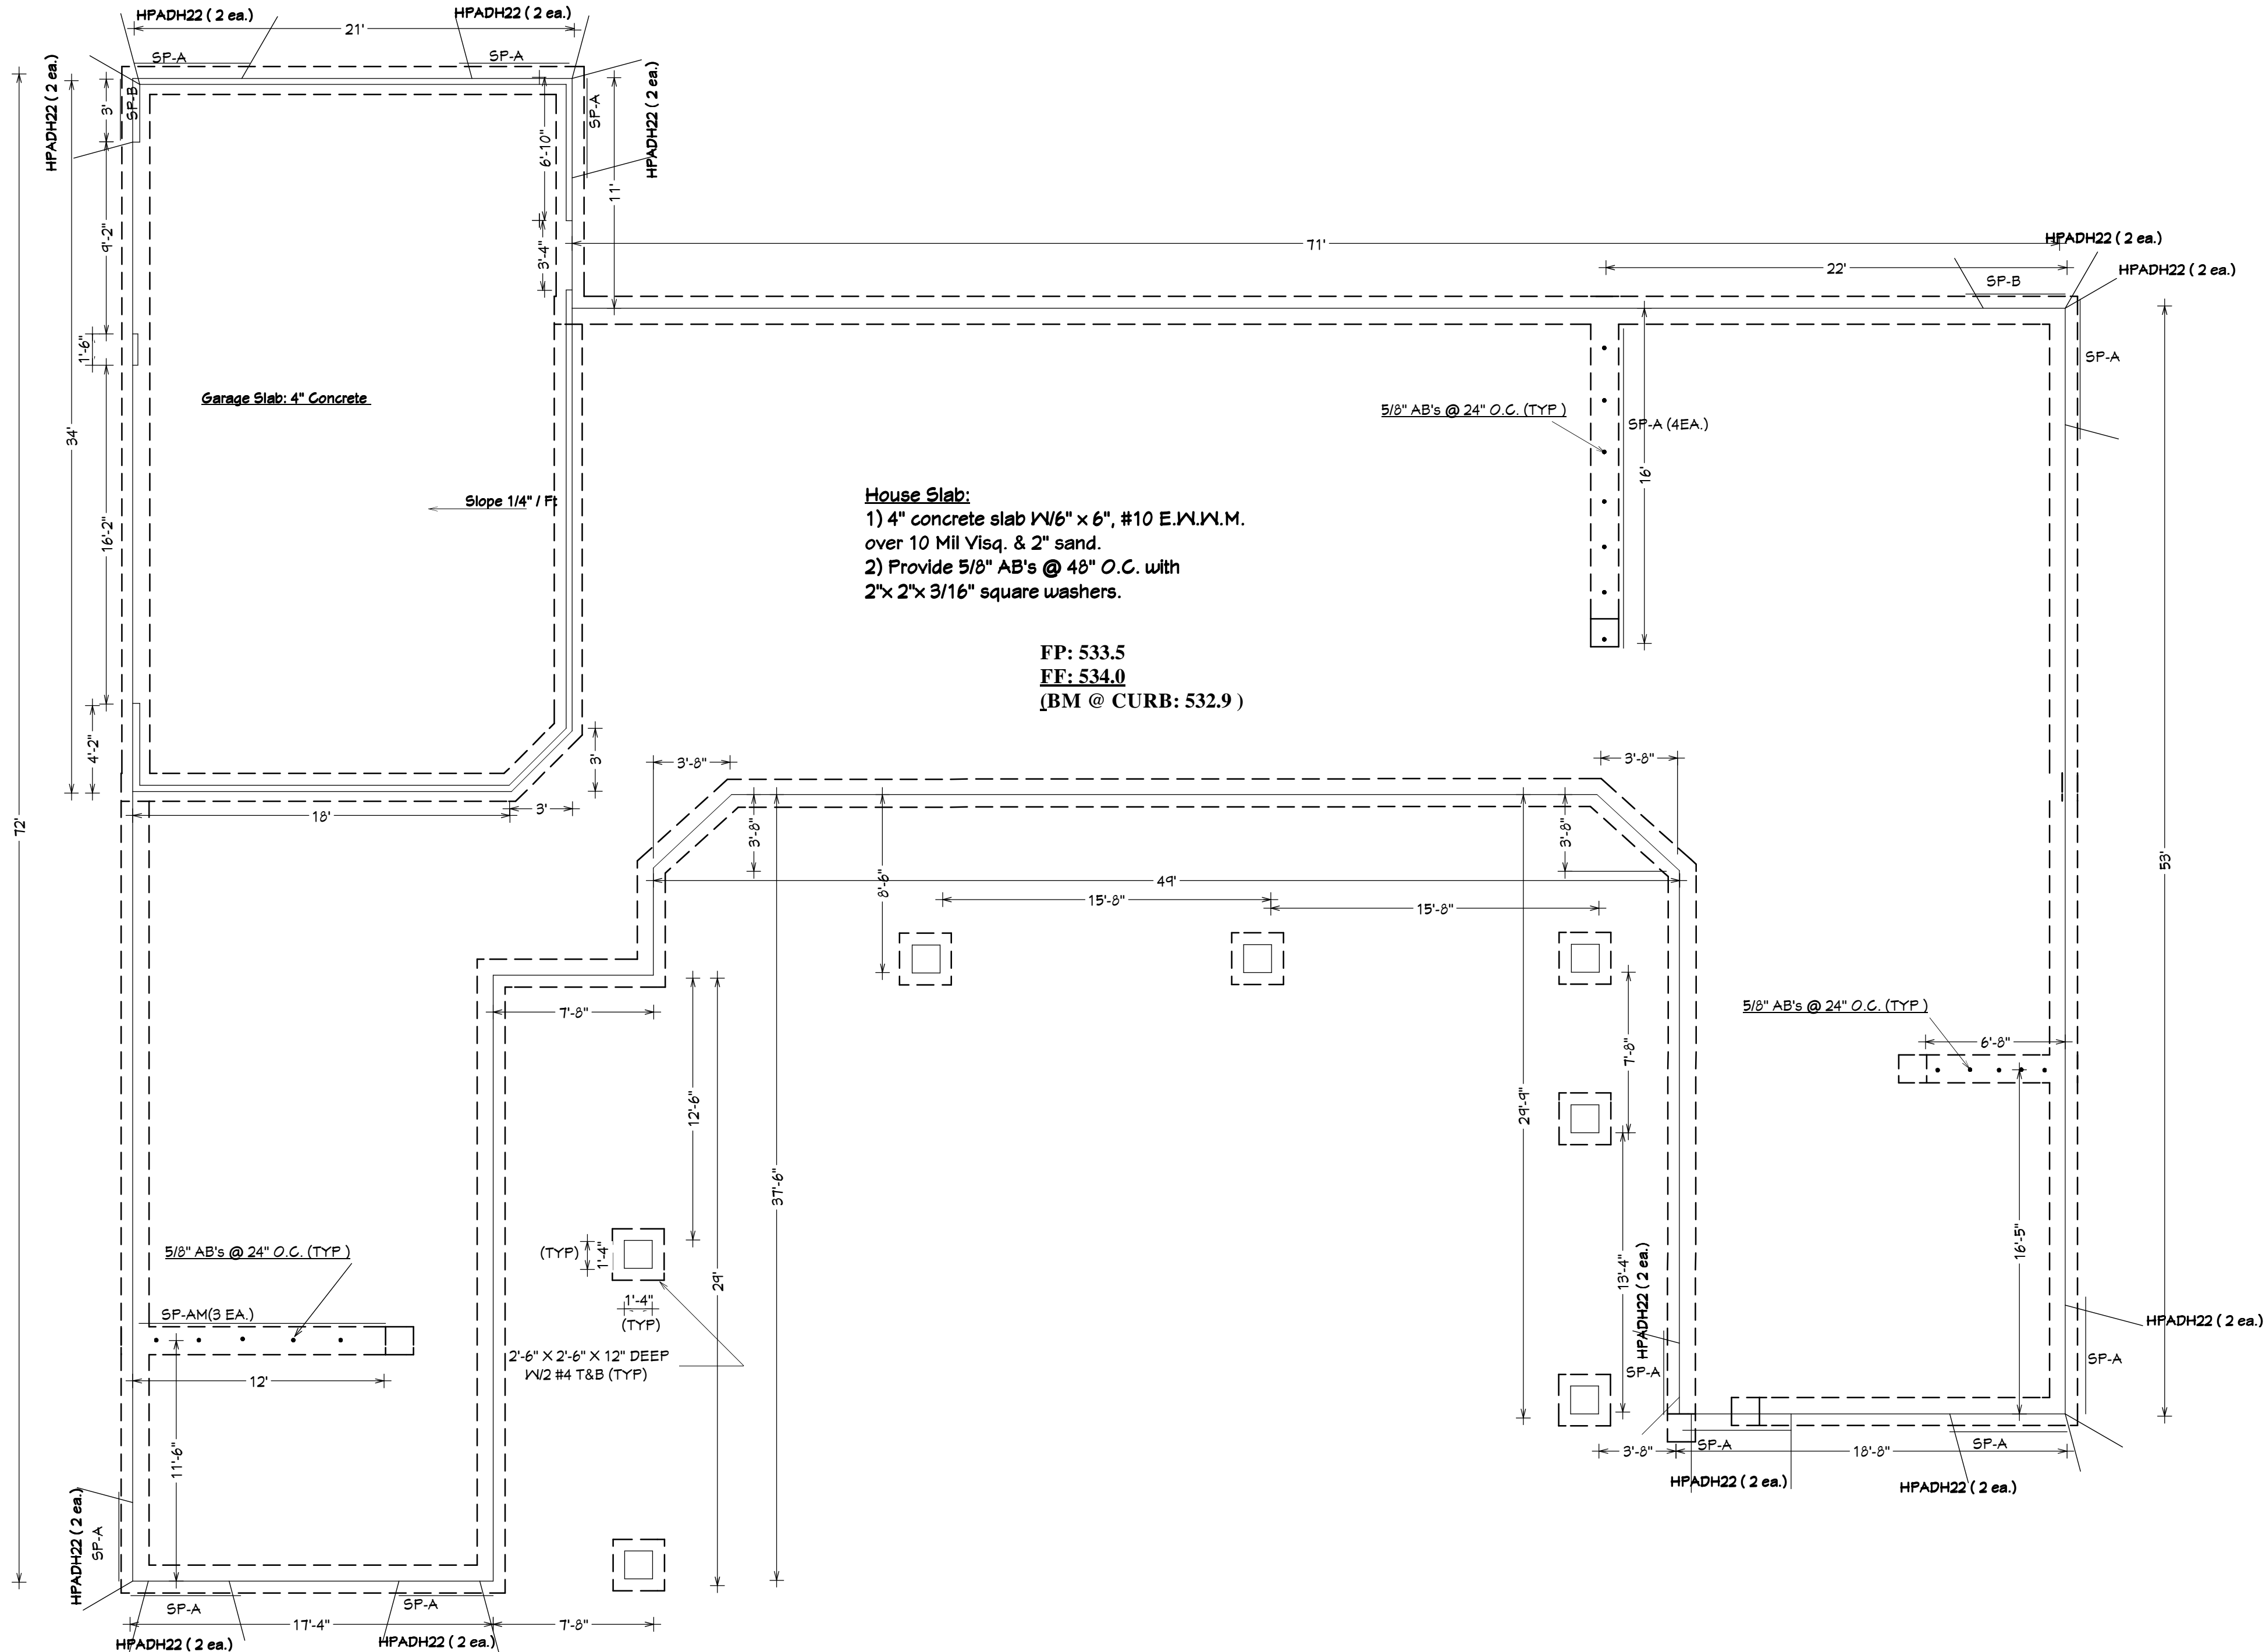 HPADH22 ( 2 ea.)
HPADH22 ( 2 ea.)
21'
SP-A
SP-A
HPADH22 ( 2 ea.)
HPADH22 ( 2 ea.)
SP-B
SP-A
3'
6'-10"
11'
9'-2"
3'-4"
71'
HPADH22 ( 2 ea.)
22'
HPADH22 ( 2 ea.)
SP-B
1'-6"
SP-A
Garage Slab: 4" Concrete
5/8" AB's @ 24" O.C. (TYP )
SP-A (4EA.)
34'
16'
Slope 1/4" / Ft
16'-2"
House Slab:
1) 4" concrete slab W/6" x 6", #10 E.W.W.M.
over 10 Mil Visq. & 2" sand.
2) Provide 5/8" AB's @ 48" O.C. with
2"x 2"x 3/16" square washers.
FP: 533.5
FF: 534.0
(BM @ CURB: 532.9 )
4'-2"
3'
3'-8"
3'-8"
72'
18'
3'
3'-8"
3'-8"
53'
8'-6"
49'
15'-8"
15'-8"
7'-8"
5/8" AB's @ 24" O.C. (TYP )
6'-8"
7'-8"
12'-6"
29'-9"
37'-6"
5/8" AB's @ 24" O.C. (TYP )
(TYP)
1'-4"
16'-5"
13'-4"
HPADH22 ( 2 ea.)
29'
1'-4"
(TYP)
SP-AM(3 EA.)
HPADH22 ( 2 ea.)
2'-6" X 2'-6" X 12" DEEP
W/2 #4 T&B (TYP)
SP-A
SP-A
12'
11'-6"
3'-8"
SP-A
18'-8"
SP-A
HPADH22 ( 2 ea.)
HPADH22 ( 2 ea.)
HPADH22 ( 2 ea.)
SP-A
SP-A
SP-A
17'-4"
7'-8"
HPADH22 ( 2 ea.)
HPADH22 ( 2 ea.)